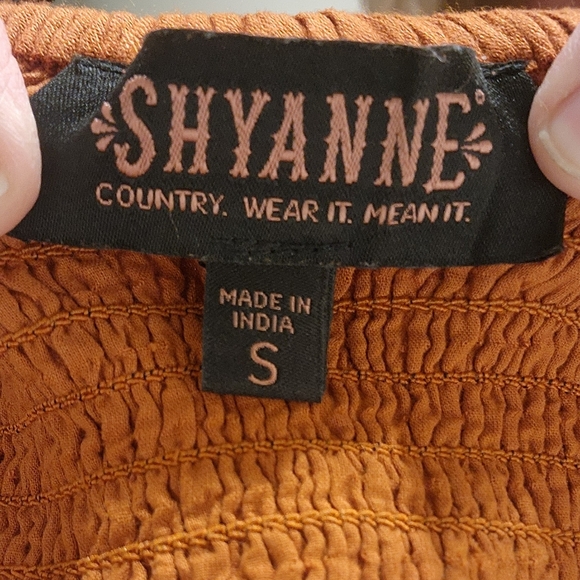 SHYANNE®
COUNTRY. WEAR IT. MEAN IT.
MADE IN
INDIA
S